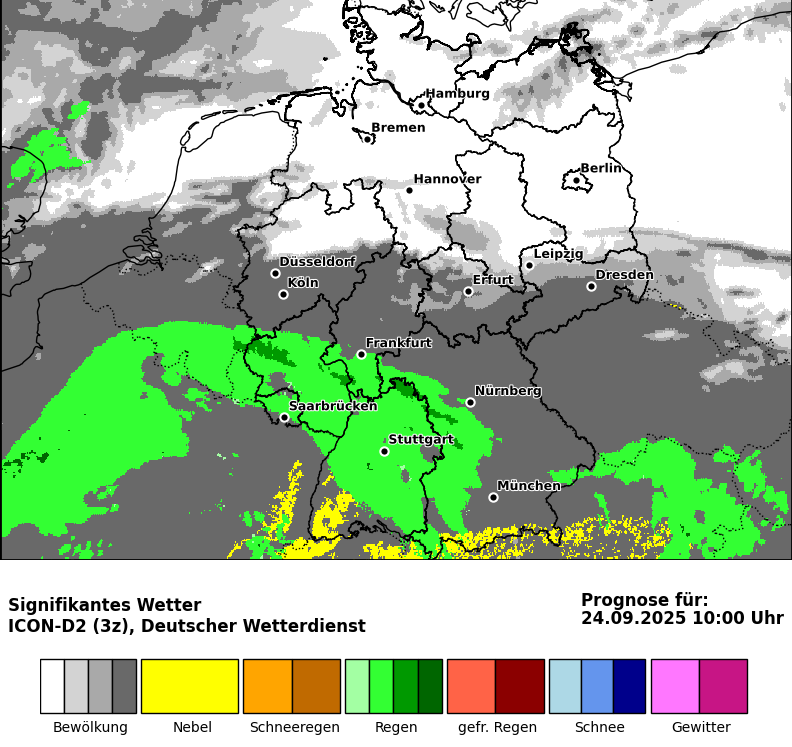 Hamburg
Bremen
Berlin
Hannover
Leipzig
Düsseldorf
Dresden
Köln
Erfurt
Frankfurt
Nürnberg
Saarbrücken
Stuttgart
München
Signifikantes Wetter
ICON-D2 (3z), Deutscher Wetterdienst
Prognose für:
24.09.2025 10:00 Uhr
Bewölkung Nebel Schneeregen Regen gefr. Regen Schnee Gewitter